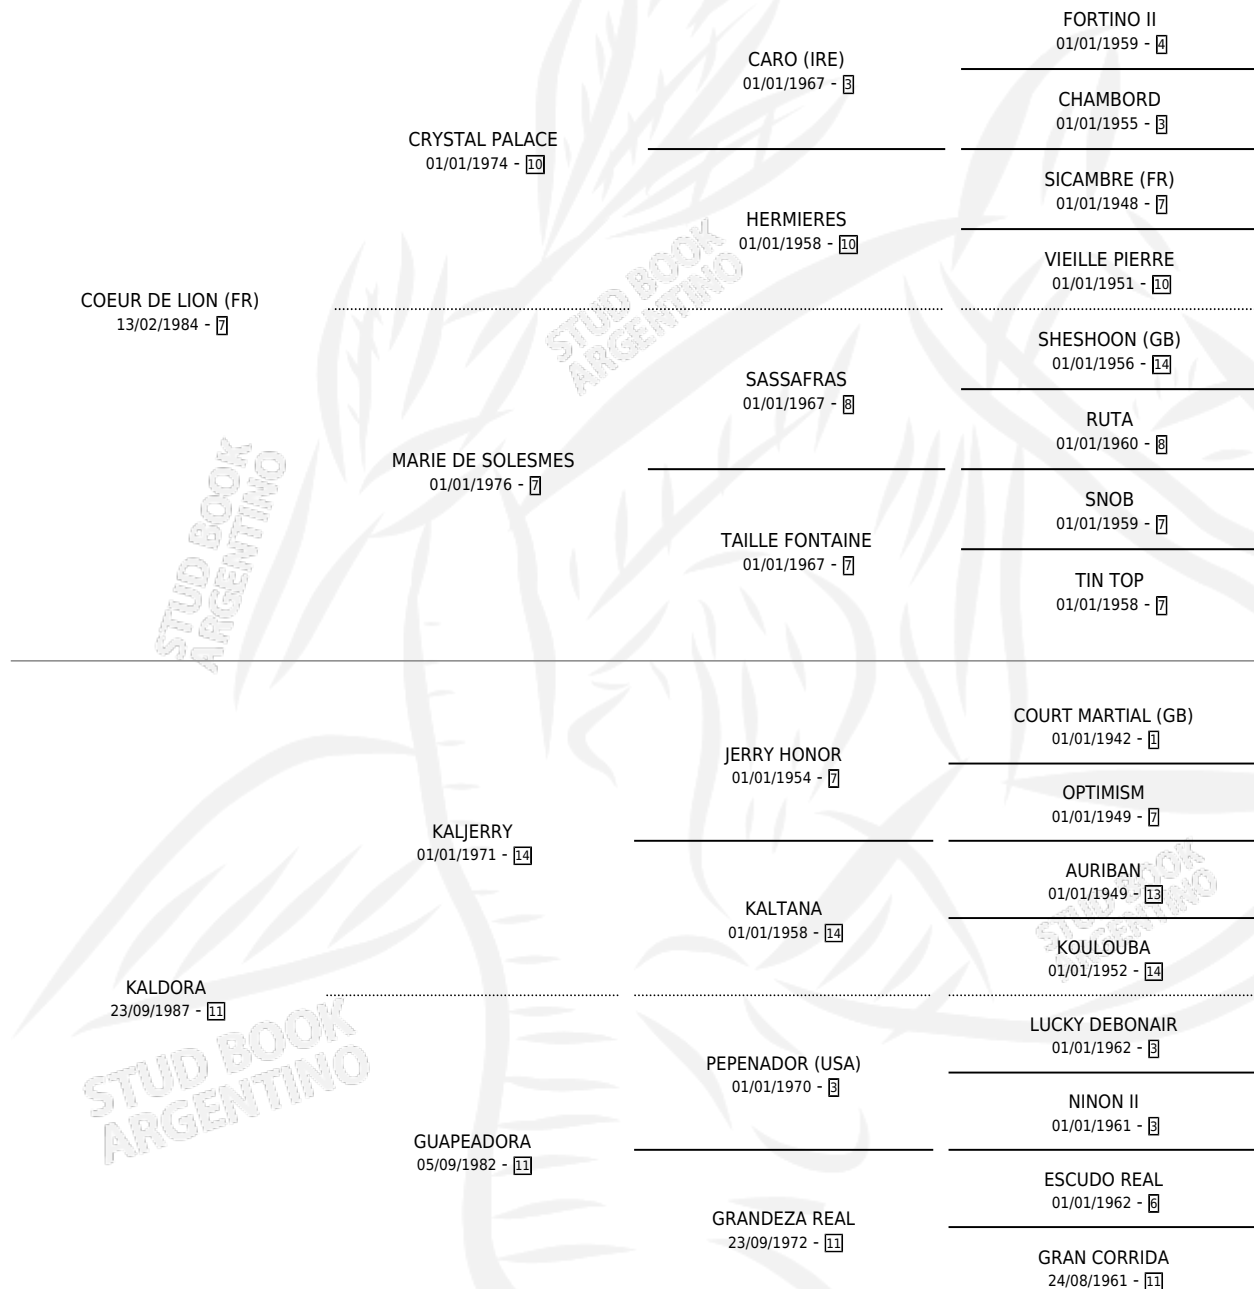 FORTINO II
01/01/1959 - 4
CARO (IRE)
01/01/1967 - 3
CHAMBORD
01/01/1955 - 3
CRYSTAL PALACE
01/01/1974 - 10
SICAMBRE (FR)
01/01/1948 - 7
HERMIERES
01/01/1958 - 10
VIEILLE PIERRE
01/01/1951 - 10
COEUR DE LION (FR)
13/02/1984 - 7
STUD BOOK
ARGENTINO
SHESHOON (GB)
01/01/1956 - 14
SASSAFRAS
01/01/1967 - 8
RUTA
01/01/1960 - 8
MARIE DE SOLESMES
01/01/1976 - 7
SNOB
01/01/1959 - 7
TAILLE FONTAINE
01/01/1967 - 7
TIN TOP
01/01/1958 - 7
STUD BOOK
ARGENTINO
COURT MARTIAL (GB)
01/01/1942 - 1
JERRY HONOR
01/01/1954 - 7
OPTIMISM
01/01/1949 - 7
KALJERRY
01/01/1971 - 14
AURIBAN
01/01/1949 - 13
KALTANA
01/01/1958 - 14
KOULOUBA
01/01/1952 - 14
STUD BOOK
ARGENTINO
KALDORA
23/09/1987 - 11
LUCKY DEBONAIR
01/01/1962 - 3
PEPENADOR (USA)
01/01/1970 - 3
NINON II
01/01/1961 - 3
STUD BOOK
ARGENTINO
GUAPEADORA
05/09/1982 - 11
ESCUDO REAL
01/01/1962 - 6
GRANDEZA REAL
23/09/1972 - 11
GRAN CORRIDA
24/08/1961 - 11